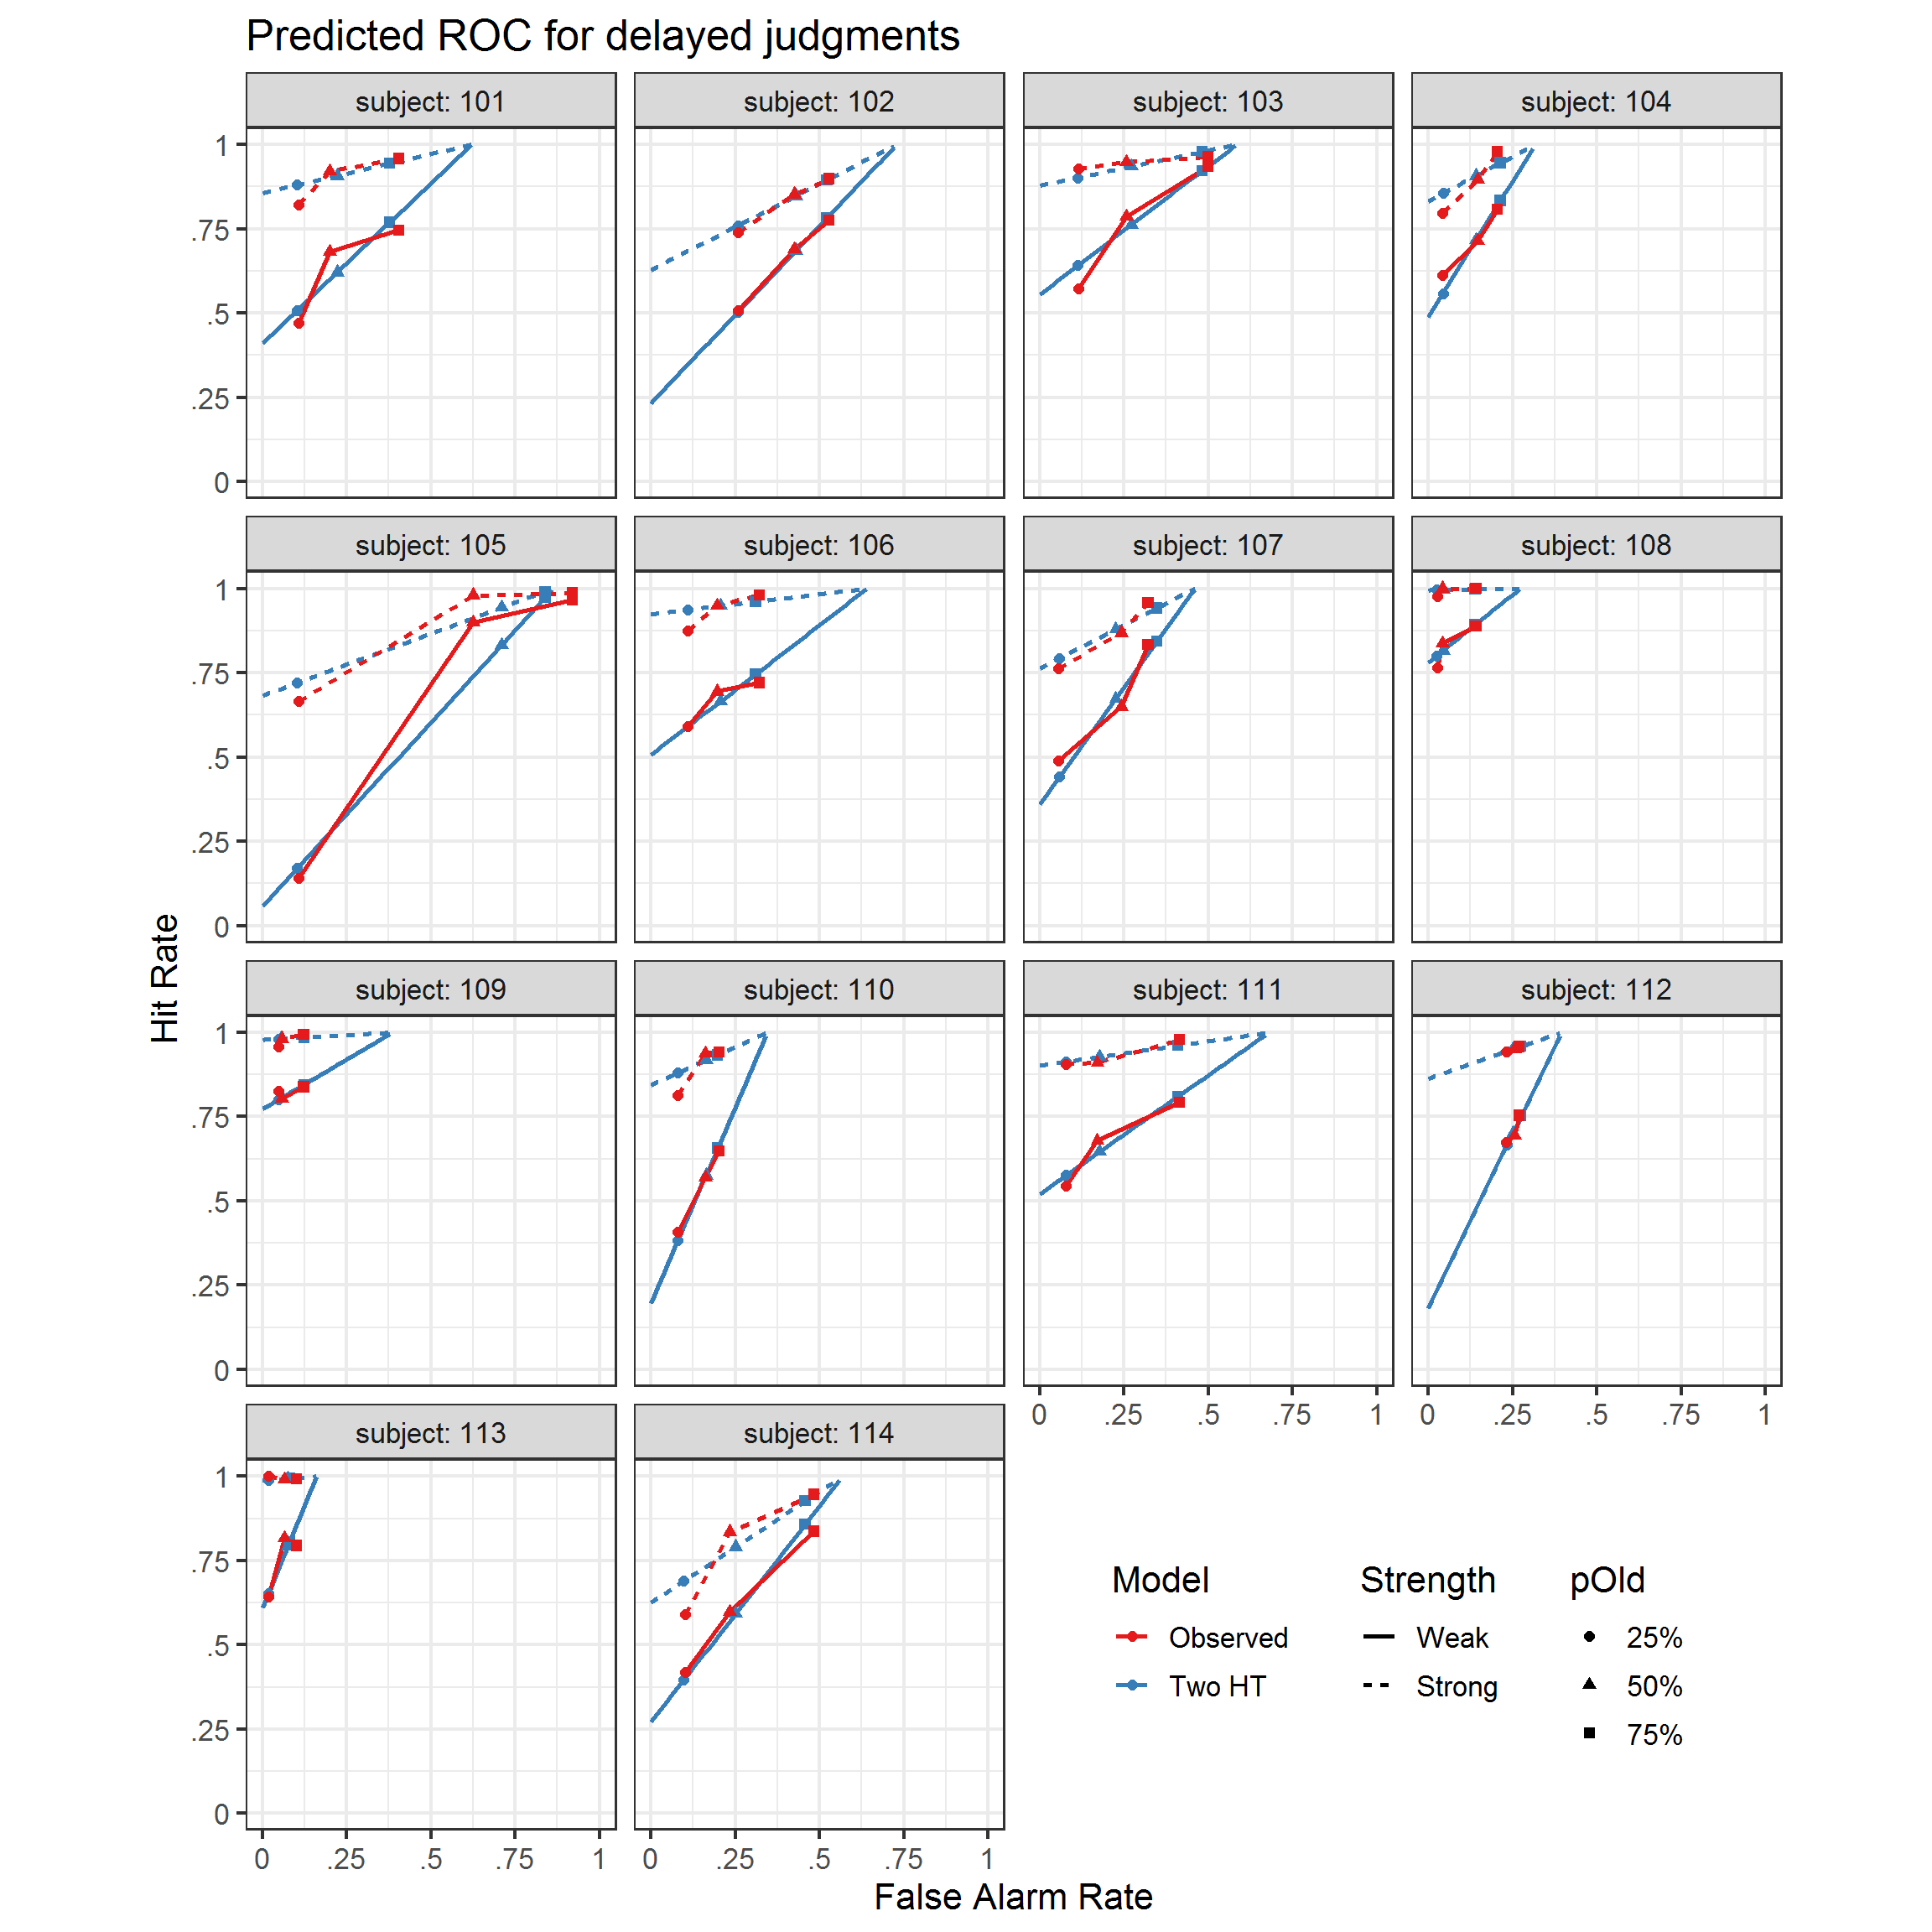 Predicted ROC for delayed judgments
subject: 101
subject: 102
subject: 103
subject: 104
1
.75
.5
.25
0
subject: 105
subject: 106
subject: 107
subject: 108
1
.75
.5
.25
0
Hit Rate
subject: 109
subject: 110
subject: 111
subject: 112
1
.75
.5
.25
0
0 .25 .5 .75 1
0 .25 .5 .75 1
subject: 113
subject: 114
1
.75
.5
.25
0
0 .25 .5 .75 1
0 .25 .5 .75 1
False Alarm Rate
Model
Observed
Two HT
Strength
Weak
Strong
pOld
25%
50%
75%